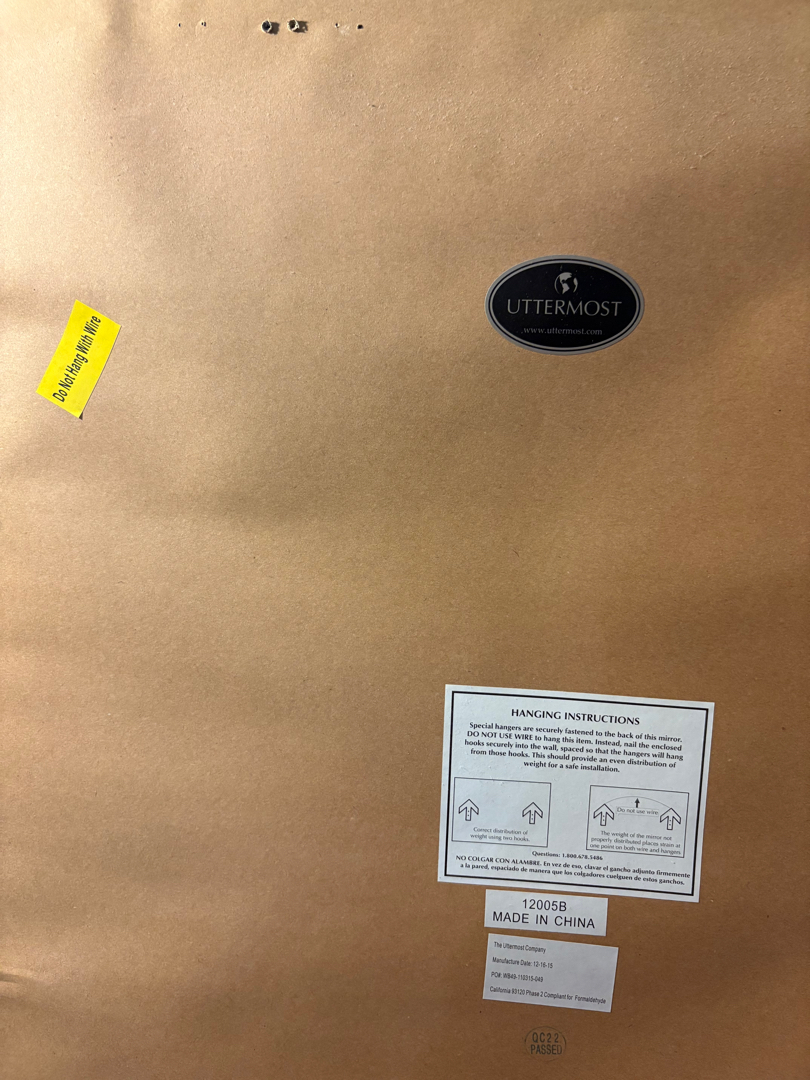 UTTERMOST
www.uttermost.com
Do Not Hang With Wire
HANGING INSTRUCTIONS
Special hangers are securely fastened to the back of this mirror.
DO NOT USE WIRE to hang this item. Instead, nail the enclosed
hooks securely into the wall, spaced so that the hangers will hang
from those hooks. This should provide an even distribution of
weight for a safe installation.
Correct distribution of
weight using two hooks.
Do not use wire
The weight of the mirror not
properly distributed places strain at
one point on both wire and hangers
Questions: 1.800.678.5486
NO COLGAR CON ALAMBRE. En vez de eso, clavar el gancho adjunto firmemente
a la pared, espaciado de manera que los colgadores cuelguen de estos ganchos.
12005B
MADE IN CHINA
The Uttermost Company
Manufacture Date: 12-16-15
PO#: WB49-110315-049
California 93120 Phase 2 Compliant for Formaldehyde
QC22
PASSED